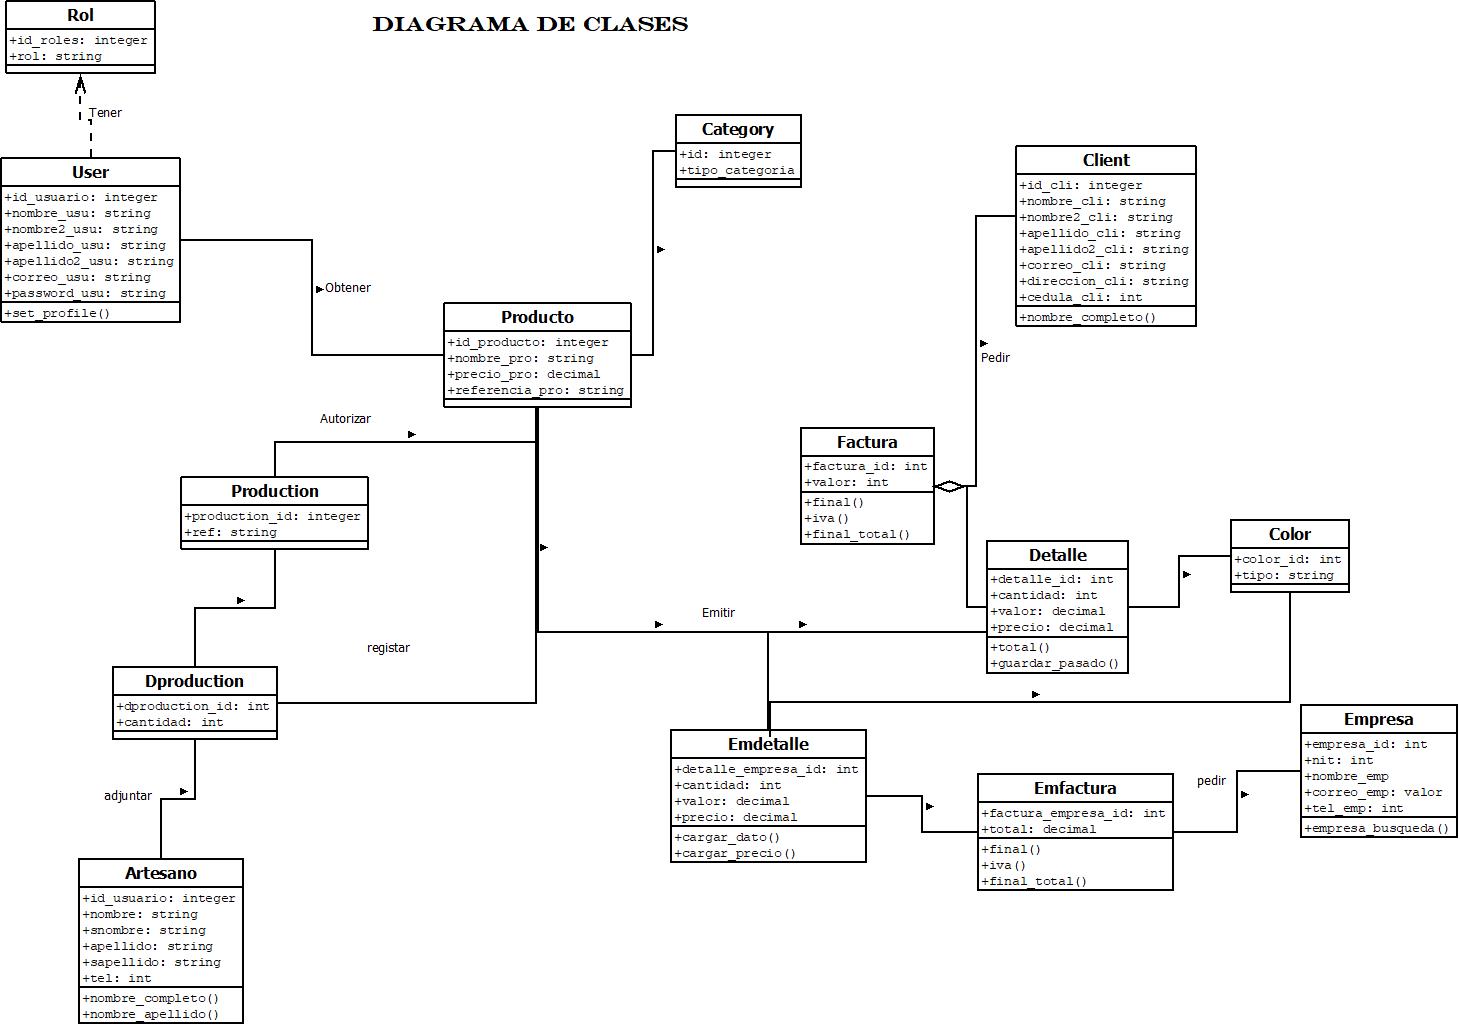 DIAGRAMA DE CLASES
Rol
+id_roles: integer
+rol: string
Tener
User
+id_usuario: integer
+nombre_usu: string
+nombre2_usu: string
+apellido_usu: string
+apellido2_usu: string
+correo_usu: string
+password_usu: string
+set_profile()
Obtener
Category
+id: integer
+tipo_categoria
Client
+id_cli: integer
+nombre_cli: string
+nombre2_cli: string
+apellido_cli: string
+apellido2_cli: string
+correo_cli: string
+direccion_cli: string
+cedula_cli: int
+nombre_completo()
Pedir
Producto
+id_producto: integer
+nombre_pro: string
+precio_pro: decimal
+referencia_pro: string
Autorizar
Production
+production_id: integer
+ref: string
Factura
+factura_id: int
+valor: int
+final()
+iva()
+final_total()
Detalle
+detalle_id: int
+cantidad: int
+valor: decimal
+precio: decimal
+total()
+guardar_pasado()
Color
+color_id: int
+tipo: string
Emitir
registar
Dproduction
+dproduction_id: int
+cantidad: int
adjuntar
Emdetalle
+detalle_empresa_id: int
+cantidad: int
+valor: decimal
+precio: decimal
+cargar_dato()
+cargar_precio()
Emfactura
+factura_empresa_id: int
+total: decimal
+final()
+iva()
+final_total()
pedir
Empresa
+empresa_id: int
+nit: int
+nombre_emp
+correo_emp: valor
+tel_emp: int
+empresa_busqueda()
Artesano
+id_usuario: integer
+nombre: string
+snombre: string
+apellido: string
+sapellido: string
+tel: int
+nombre_completo()
+nombre_apellido()